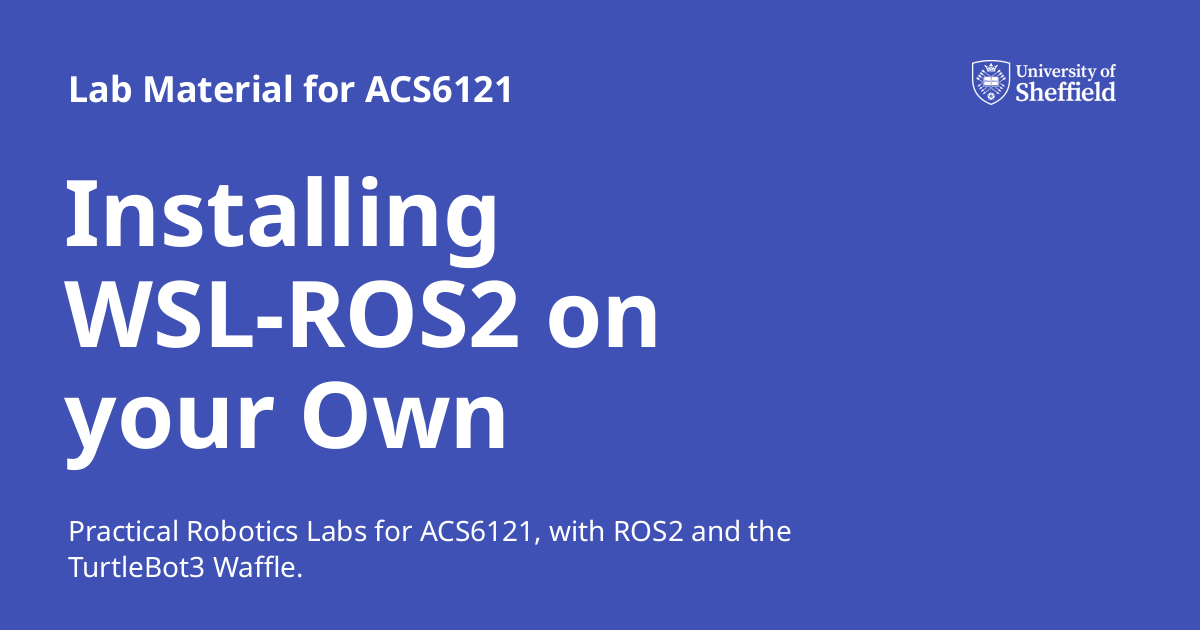 Lab Material for ACS6121
University of
Sheffield
Installing
WSL-ROS2 on
your Own
Practical Robotics Labs for ACS6121, with ROS2 and the
TurtleBot3 Waffle.